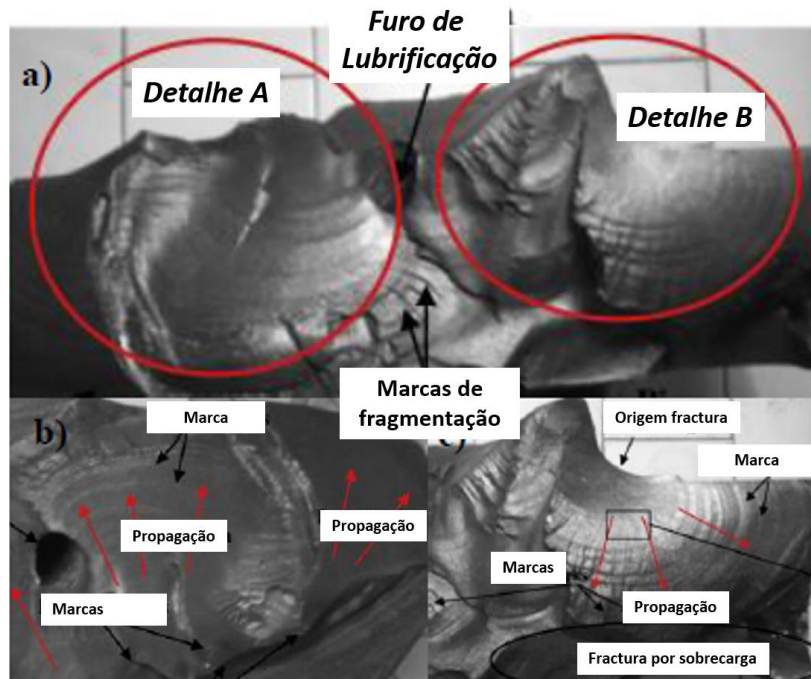 Furo de
Lubrificação
a)
Detalhe A
Detalhe B
Marcas de
fragmentação
b)
Marca
Propagação
Propagação
Marcas
c)
Origem fractura
Marca
Marcas
Propagação
Fractura por sobrecarga